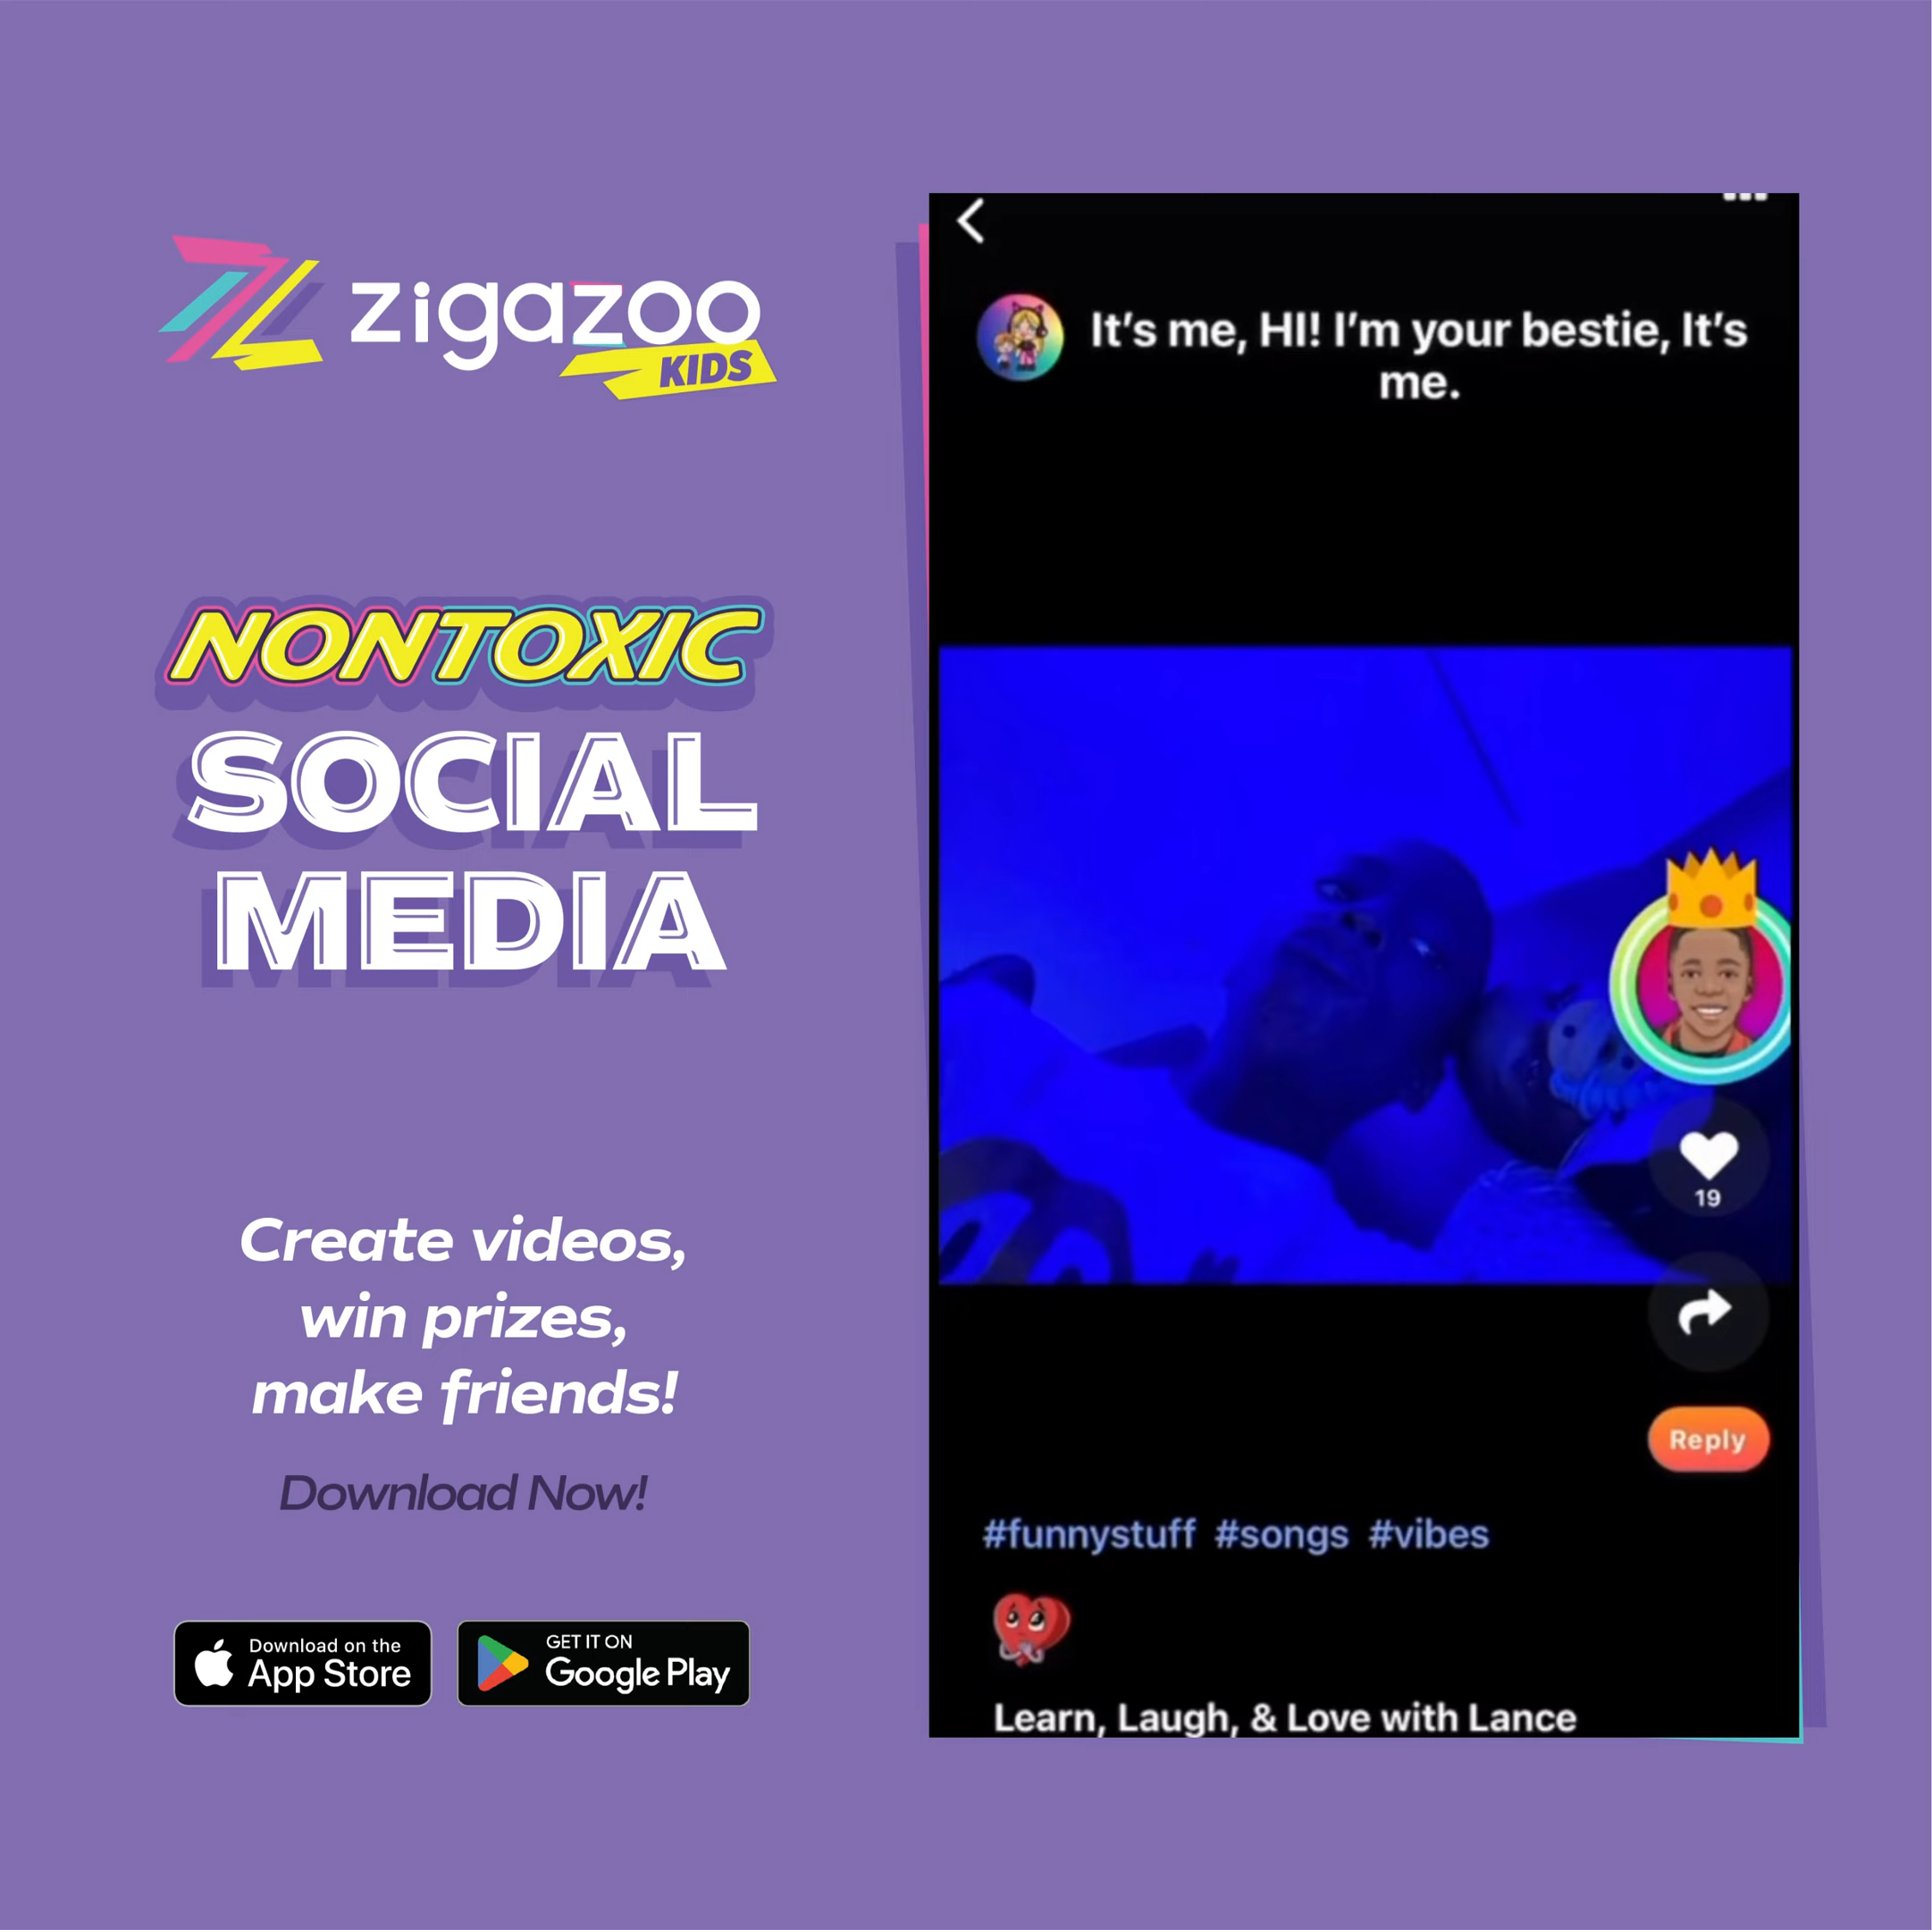 zigazoo
KIDS
NONTOXIC
SOCIAL
MEDIA
Create videos,
win prizes,
make friends!
Download Now!
Download on the
App Store
GET IT ON
Google Play
It's me, HI! I'm your bestie, It's
me.
19
Reply
#funnystuff #songs #vibes
Learn, Laugh, & Love with Lance